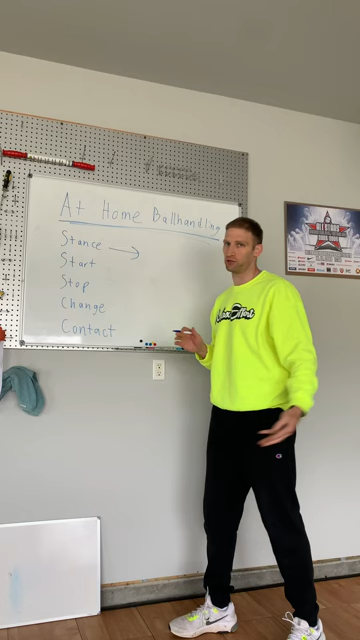 At Home Ballhandling
Stance →
Start
Stop
Change
Contact